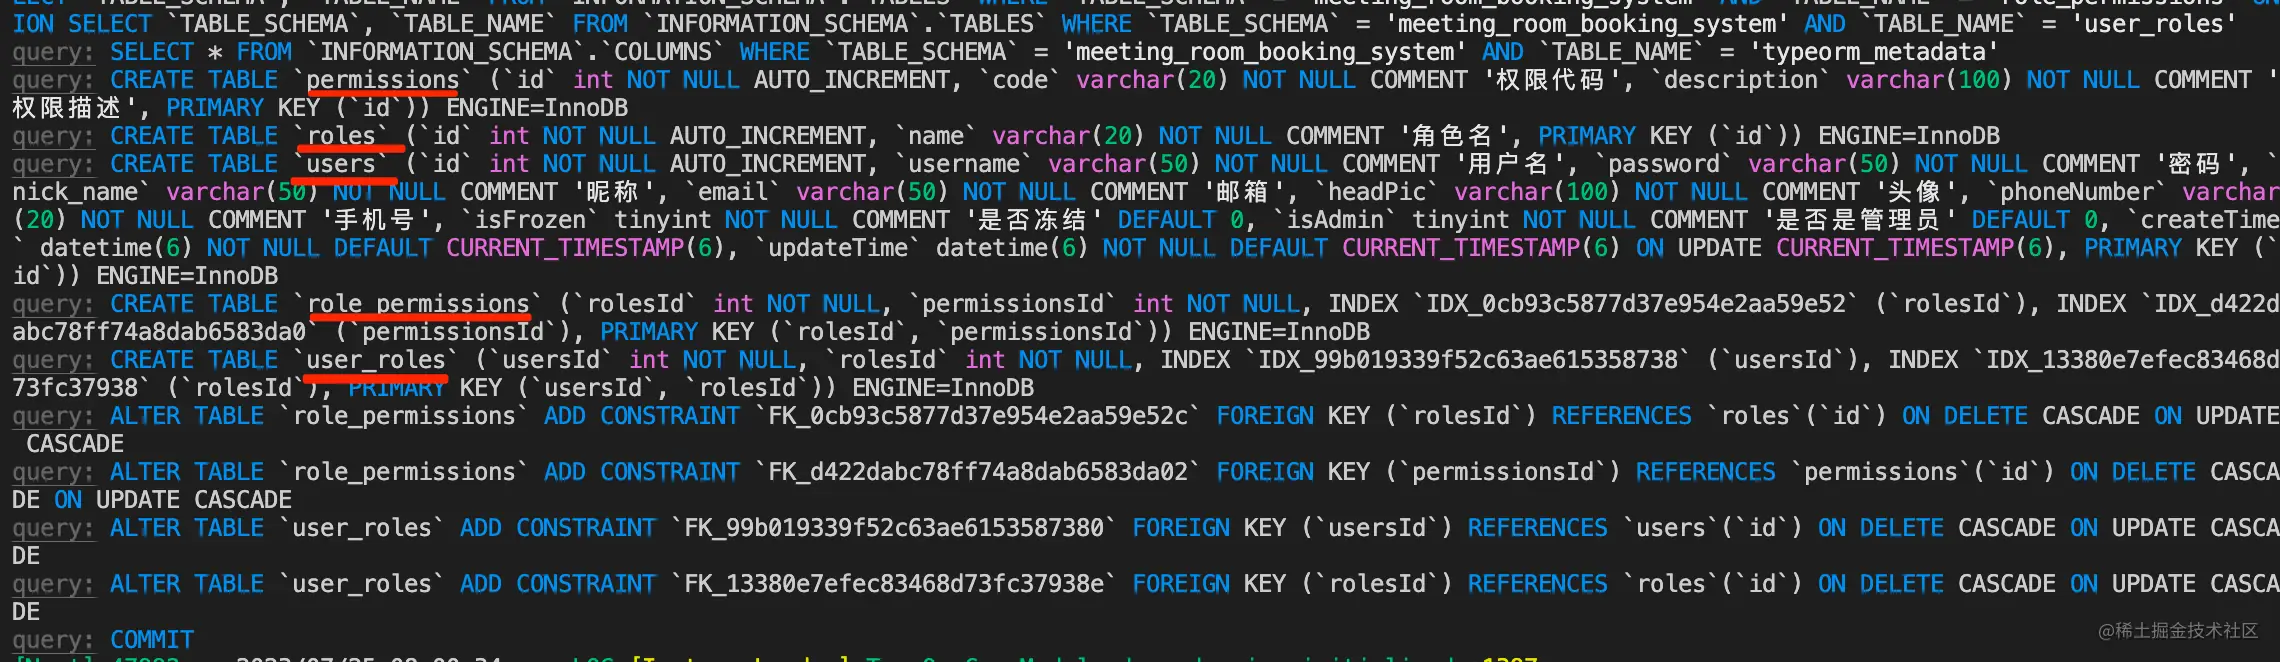 ION SELECT `TABLE_SCHEMA`, `TABLE_NAME` FROM `INFORMATION_SCHEMA`.`TABLES` WHERE `TABLE_SCHEMA` = 'meeting_room_booking_system' AND `TABLE_NAME` = 'user_roles'
query: SELECT * FROM `INFORMATION_SCHEMA`.`COLUMNS` WHERE `TABLE_SCHEMA` = 'meeting_room_booking_system' AND `TABLE_NAME` = 'typeorm_metadata'
query: CREATE TABLE `permissions` (`id` int NOT NULL AUTO_INCREMENT, `code` varchar(20) NOT NULL COMMENT '权限代码', `description` varchar(100) NOT NULL COMMENT '
权限描述', PRIMARY KEY (`id`)) ENGINE=InnoDB
query: CREATE TABLE `roles` (`id` int NOT NULL AUTO_INCREMENT, `name` varchar(20) NOT NULL COMMENT '角色名', PRIMARY KEY (`id`)) ENGINE=InnoDB
query: CREATE TABLE `users` (`id` int NOT NULL AUTO_INCREMENT, `username` varchar(50) NOT NULL COMMENT '用户名', `password` varchar(50) NOT NULL COMMENT '密码', `
nick_name` varchar(50) NOT NULL COMMENT '昵称', `email` varchar(50) NOT NULL COMMENT '邮箱', `headPic` varchar(100) NOT NULL COMMENT '头像', `phoneNumber` varchar
(20) NOT NULL COMMENT '手机号', `isFrozen` tinyint NOT NULL COMMENT '是否冻结' DEFAULT 0, `isAdmin` tinyint NOT NULL COMMENT '是否是管理员' DEFAULT 0, `createTime
` datetime(6) NOT NULL DEFAULT CURRENT_TIMESTAMP(6), `updateTime` datetime(6) NOT NULL DEFAULT CURRENT_TIMESTAMP(6) ON UPDATE CURRENT_TIMESTAMP(6), PRIMARY KEY (`
id`)) ENGINE=InnoDB
query: CREATE TABLE `role_permissions` (`rolesId` int NOT NULL, `permissionsId` int NOT NULL, INDEX `IDX_0cb93c5877d37e954e2aa59e52` (`rolesId`), INDEX `IDX_d422d
abc78ff74a8dab6583da0` (`permissionsId`), PRIMARY KEY (`rolesId`, `permissionsId`)) ENGINE=InnoDB
query: CREATE TABLE `user_roles` (`usersId` int NOT NULL, `rolesId` int NOT NULL, INDEX `IDX_99b019339f52c63ae615358738` (`usersId`), INDEX `IDX_13380e7efec83468d
73fc37938` (`rolesId`), PRIMARY KEY (`usersId`, `rolesId`)) ENGINE=InnoDB
query: ALTER TABLE `role_permissions` ADD CONSTRAINT `FK_0cb93c5877d37e954e2aa59e52c` FOREIGN KEY (`rolesId`) REFERENCES `roles`(`id`) ON DELETE CASCADE ON UPDATE
CASCADE
query: ALTER TABLE `role_permissions` ADD CONSTRAINT `FK_d422dabc78ff74a8dab6583da02` FOREIGN KEY (`permissionsId`) REFERENCES `permissions`(`id`) ON DELETE CASCA
DE ON UPDATE CASCADE
query: ALTER TABLE `user_roles` ADD CONSTRAINT `FK_99b019339f52c63ae6153587380` FOREIGN KEY (`usersId`) REFERENCES `users`(`id`) ON DELETE CASCADE ON UPDATE CASCA
DE
query: ALTER TABLE `user_roles` ADD CONSTRAINT `FK_13380e7efec83468d73fc37938e` FOREIGN KEY (`rolesId`) REFERENCES `roles`(`id`) ON DELETE CASCADE ON UPDATE CASCA
DE
query: COMMIT
@稀土掘金技术社区